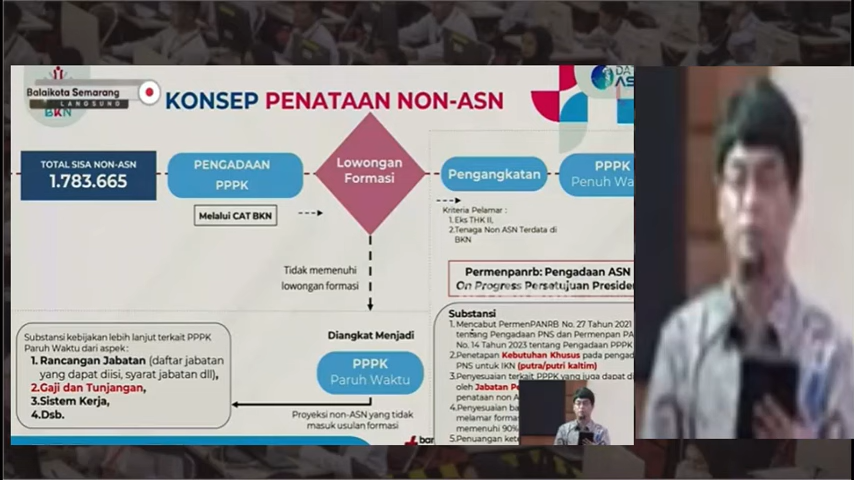 Balaikota Semarang
LANGSUNG
BKN
KONSEP PENATAAN NON-ASN
TOTAL SISA NON-ASN
1.783.665
PENGADAAN
PPPK
Melalui CAT BKN
Lowongan
Formasi
Pengangkatan
PPPK
Penuh Wa
Kriteria Pelamar :
1.Eks THK II,
2.Tenaga Non ASN Terdata di
BKN
Tidak memenuhi
lowongan formasi
Permenpanrb: Pengadaan ASN
On Progress Persetujuan Preside
Diangkat Menjadi
PPPK
Paruh Waktu
Proyeksi non-ASN yang tidak
masuk usulan formasi
Substansi kebijakan lebih lanjut terkait PPPK
Paruh Waktu dari aspek :
1. Rancangan Jabatan (daftar jabatan
yang dapat diisi, syarat jabatan dll),
2.Gaji dan Tunjangan,
3.Sistem Kerja,
4.Dsb.
Substansi
1.Mencabut PermenPANRB No. 27 Tahun 2021
tentang Pengadaan PNS dan Permenpan PA
No. 14 Tahun 2023 tentang Pengadaan PPPK
2.Penetapan Kebutuhan Khusus pada pengad
PNS untuk IKN (putra/putri kaltim)
3.Penyesuaian terkait PPPK yang juga dapat d
oleh Jabatan Pe
penataan non A
4.Penyesuaian ba
melamar forma
memenuhi 90%
5.Penuangan kete